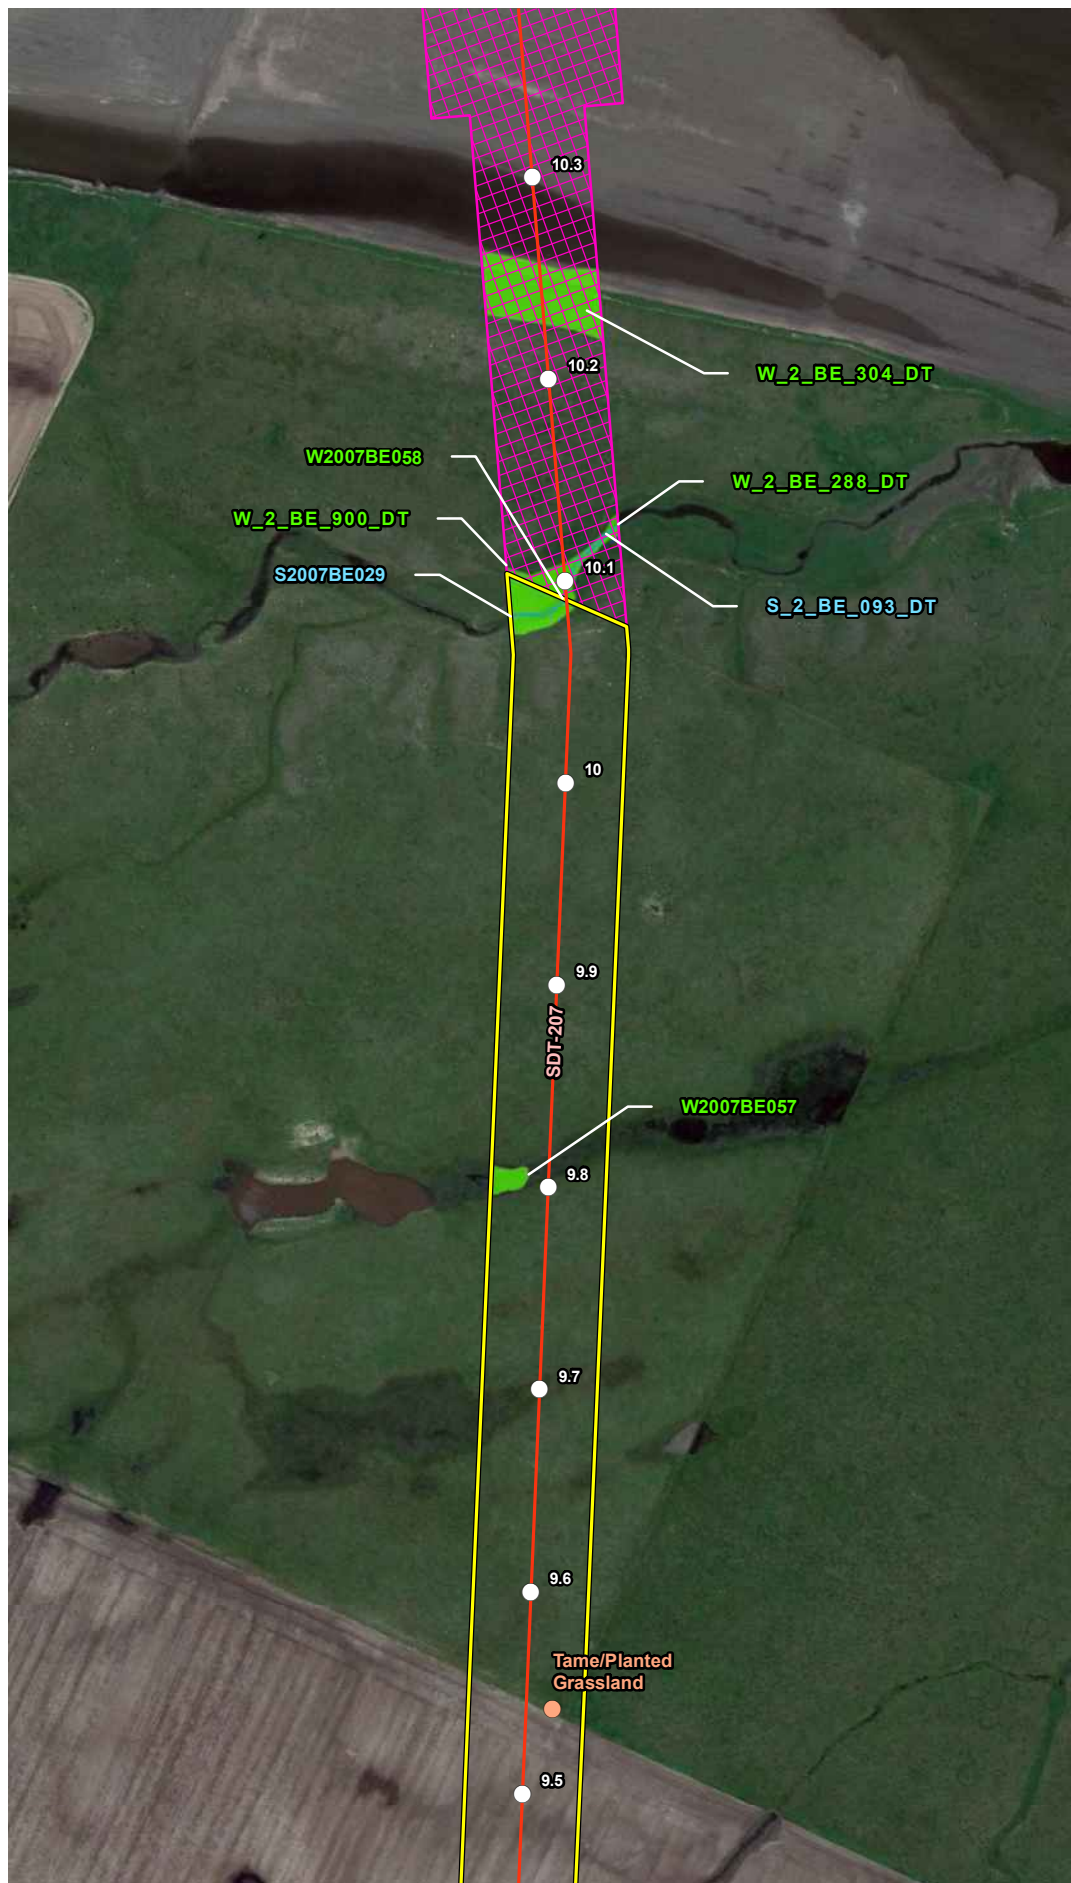 10.3
10.2
W_2_BE_304_DT
W2007BE058
W_2_BE_288_DT
W_2_BE_900_DT
10.1
S2007BE029
S_2_BE_093_DT
10
9.9
SDT-207
W2007BE057
9.8
9.7
9.6
Tame/Planted
Grassland
9.5